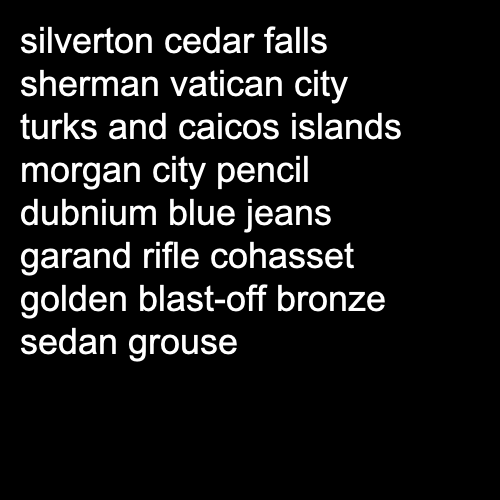 silverton cedar falls
sherman vatican city
turks and caicos islands
morgan city pencil
dubnium blue jeans
garand rifle cohasset
golden blast-off bronze
sedan grouse